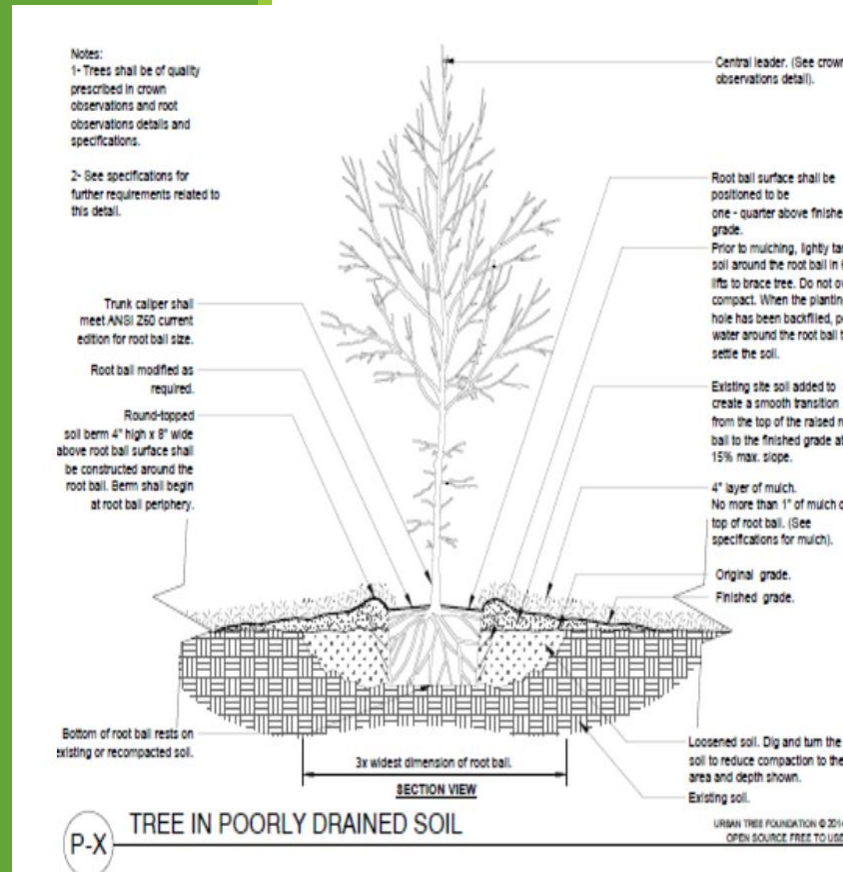 Notes:
1- Trees shall be of quality
prescribed in crown
observations and root
observations details and
specifications.
2- See specifications for
further requirements related to
this detail.
Trunk caliper shall
meet ANSI Z60 current
edition for root ball size.
Root ball modified as
required.
Round-topped
soil berm 4" high x 8" wide
above root ball surface shall
be constructed around the
root ball. Berm shall begin
at root ball periphery.
Bottom of root ball rests on
existing or recompacted soil.
Central leader. (See crown
observations detail).
Root ball surface shall be
positioned to be
one - quarter above finishe
grade.
Prior to mulching, lightly ta
soil around the root ball in
lifts to brace tree. Do not ov
compact. When the planting
hole has been backfilled, po
water around the root ball t
settle the soil.
Existing site soil added to
create a smooth transition
from the top of the raised r
ball to the finished grade at
15% max. slope.
4" layer of mulch.
No more than 1" of mulch o
top of root ball. (See
specifications for mulch).
Original grade.
Finished grade.
Loosened soil. Dig and turn the
soil to reduce compaction to the
area and depth shown.
Existing soil.
3x widest dimension of root ball.
SECTION VIEW
P-X
TREE IN POORLY DRAINED SOIL
URBAN TREE FOUNDATION © 2014
OPEN SOURCE FREE TO USE